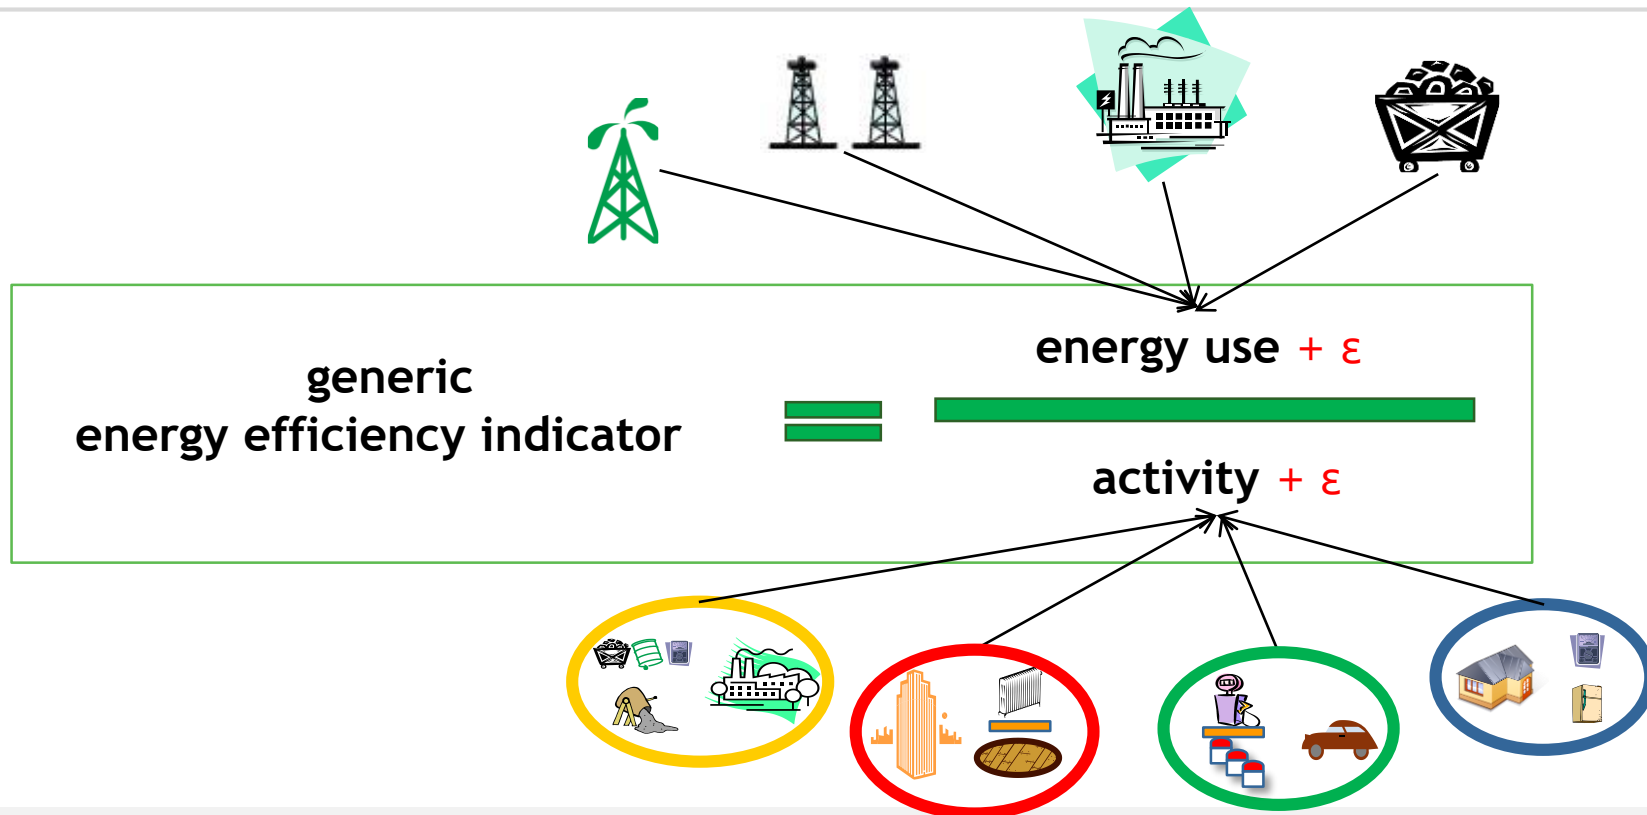 energy use + ε
generic
energy efficiency indicator
activity + ε